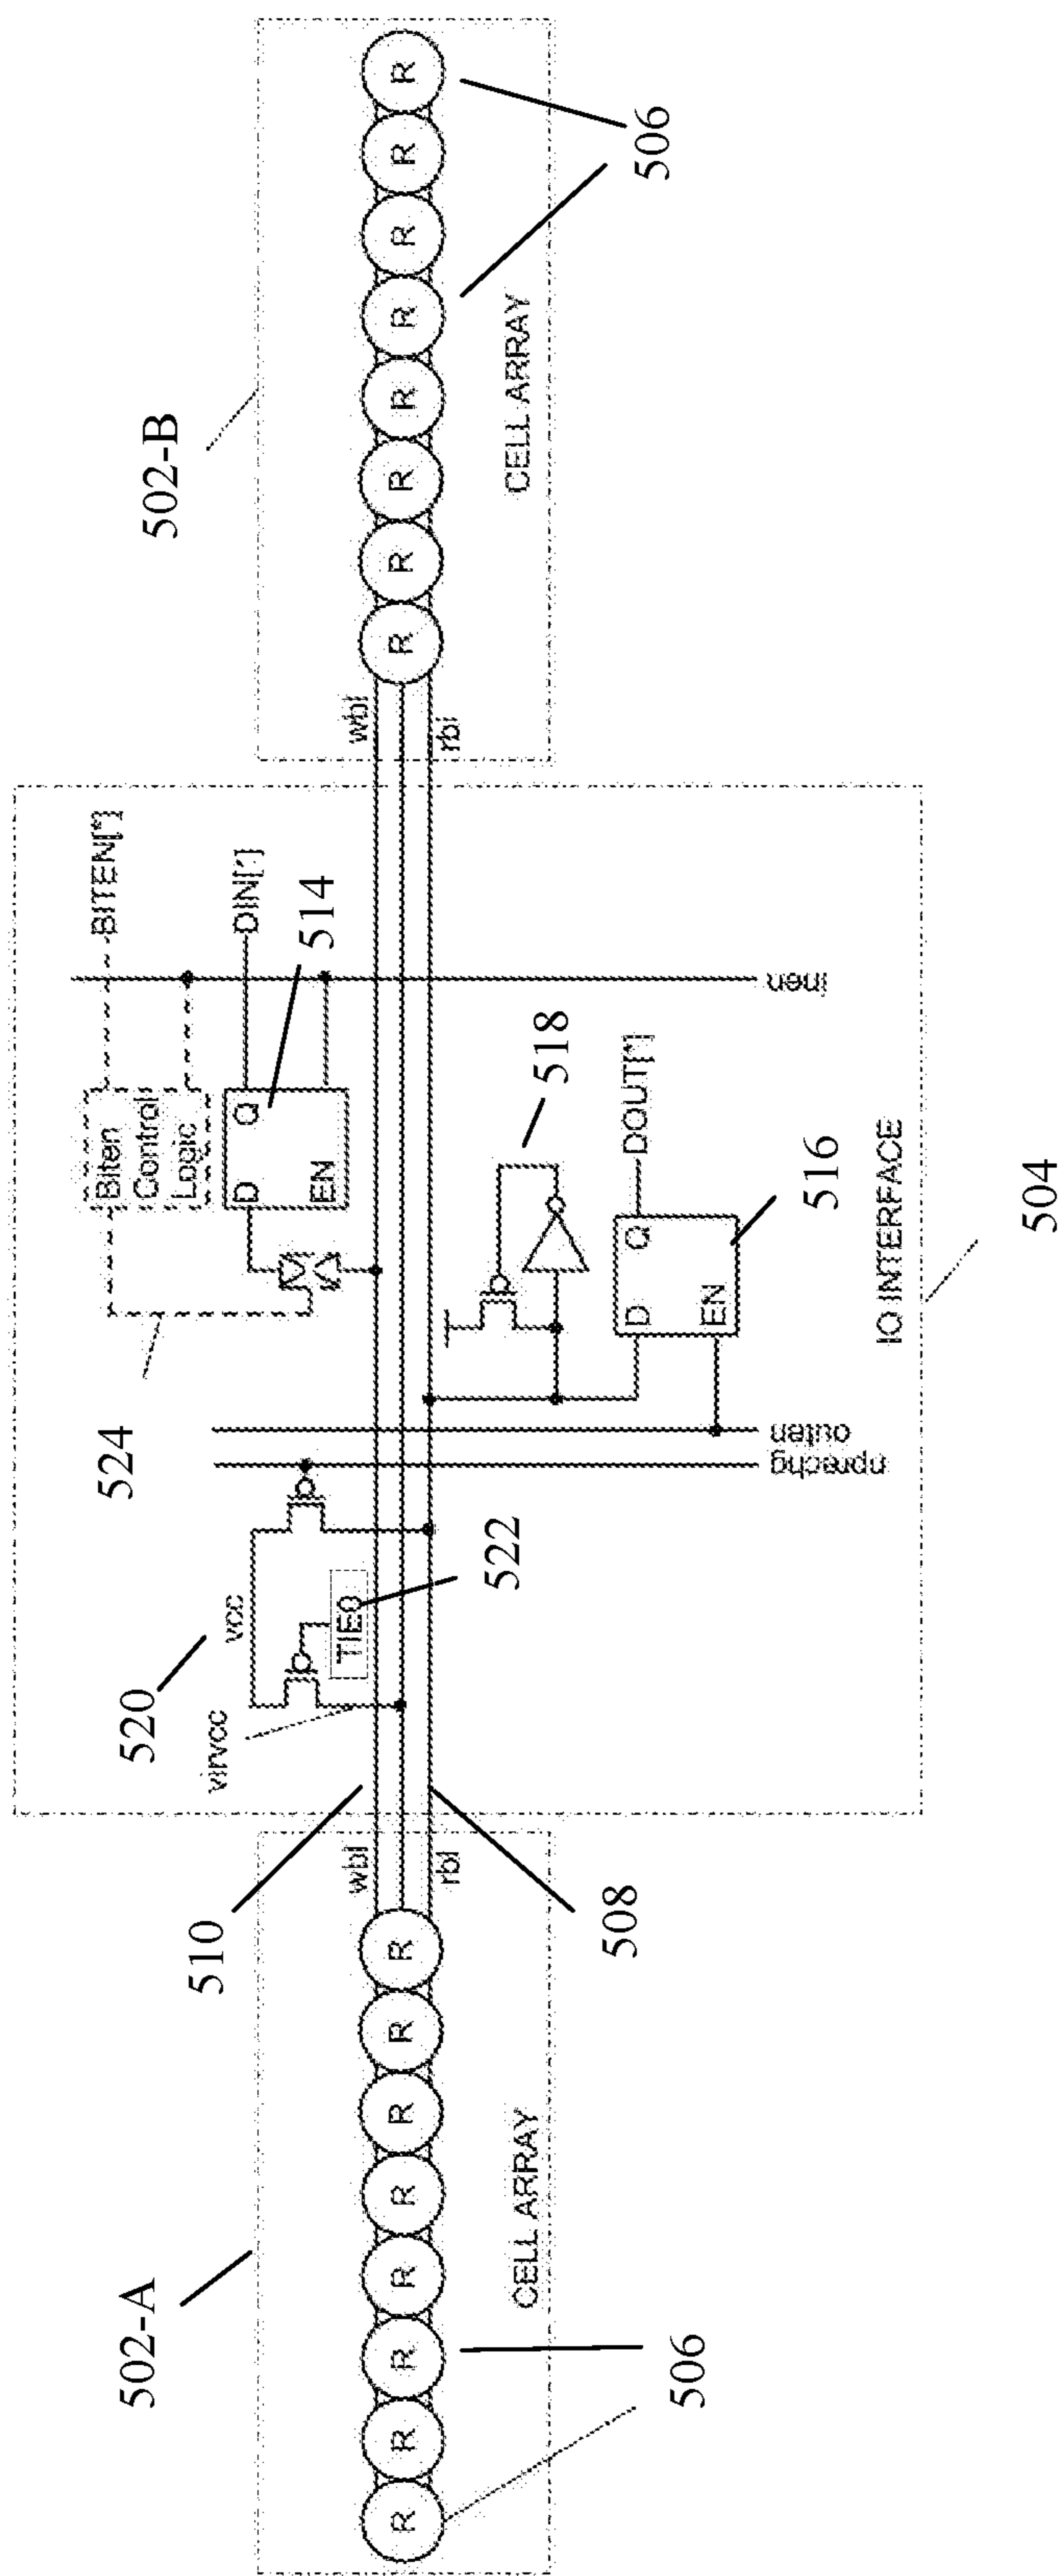 502-A
506
CELL ARRAY
R R R R R R R R
wbl
rbl
510
508
520
virvcc
vcc
TIE0
522
524
nprechg
outen
Biten
Control
Logic
BITEN[*]
D Q
EN
DIN[*]
514
inen
518
D Q
EN
DOUT[*]
516
IO INTERFACE
504
502-B
wbl
rbl
R R R R R R R R
CELL ARRAY
506